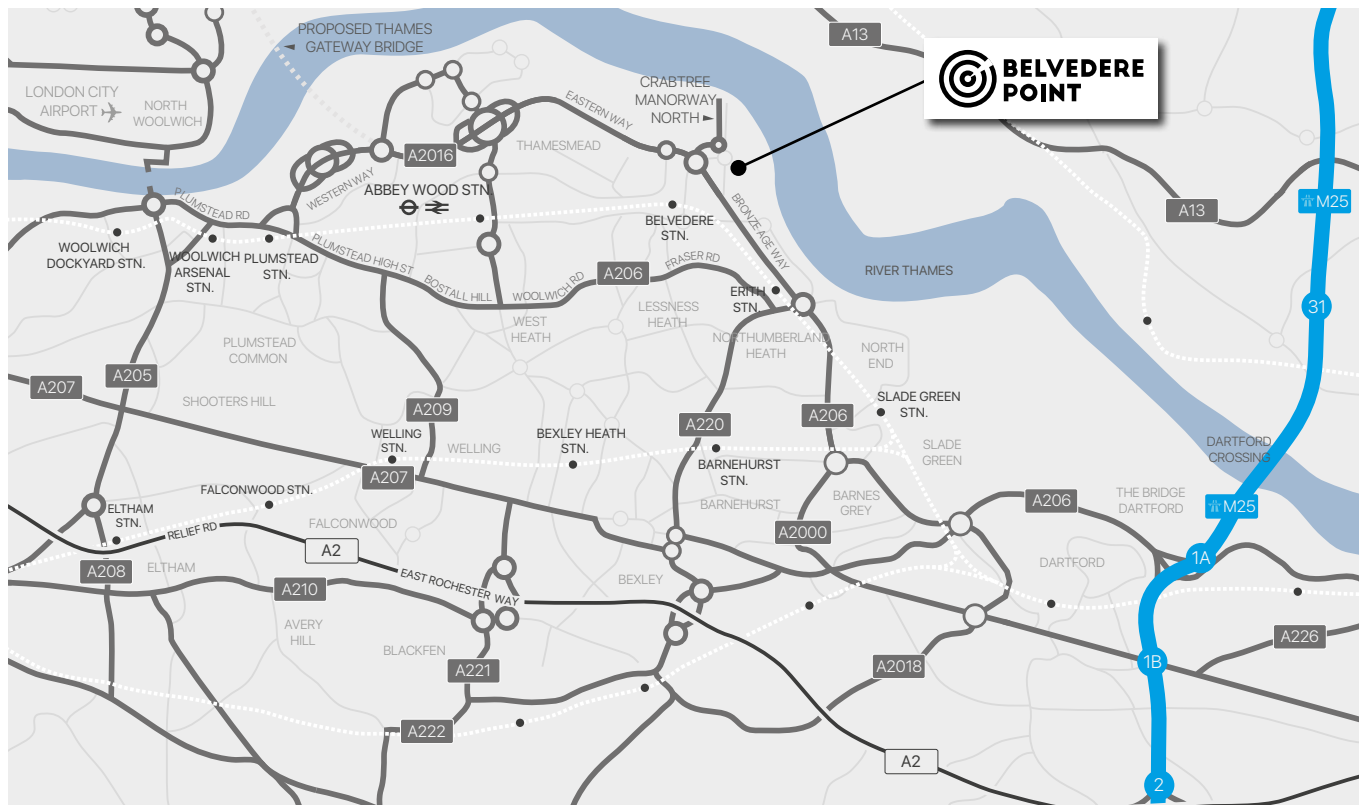 PROPOSED THAMES
GATEWAY BRIDGE
A13
BELVEDERE
POINT
LONDON CITY
AIRPORT
NORTH
WOOLWICH
CRABTREE
MANORWAY
NORTH
EASTERN WAY
THAMESMEAD
A2016
WESTERN WAY
ABBEY WOOD STN.
PLUMSTEAD RD
BELVEDERE
STN.
BRONZE AGE WAY
A13
M25
WOOLWICH
DOCKYARD STN.
WOOLWICH
ARSENAL
STN.
PLUMSTEAD
STN.
PLUMSTEAD HIGH ST
BOSTALL HILL
WOOLWICH RD
A206
FRASER RD
RIVER THAMES
ERITH
STN.
LESSNESS
HEATH
WEST
HEATH
31
PLUMSTEAD
COMMON
NORTHUMBERLAND
HEATH
NORTH
END
A207
A205
SHOOTERS HILL
A209
SLADE GREEN
STN.
A220
A206
WELLING
STN.
WELLING
BEXLEY HEATH
STN.
SLADE
GREEN
DARTFORD
CROSSING
A207
BARNEHURST
STN.
FALCONWOOD STN.
BARNEHURST
BARNES
GREY
A206
THE BRIDGE
DARTFORD
M25
ELTHAM
STN.
RELIEF RD
FALCONWOOD
A2
A2000
1A
A208
ELTHAM
A210
EAST ROCHESTER WAY
BEXLEY
DARTFORD
AVERY
HILL
BLACKFEN
A226
A221
A2018
1B
A222
A2
2